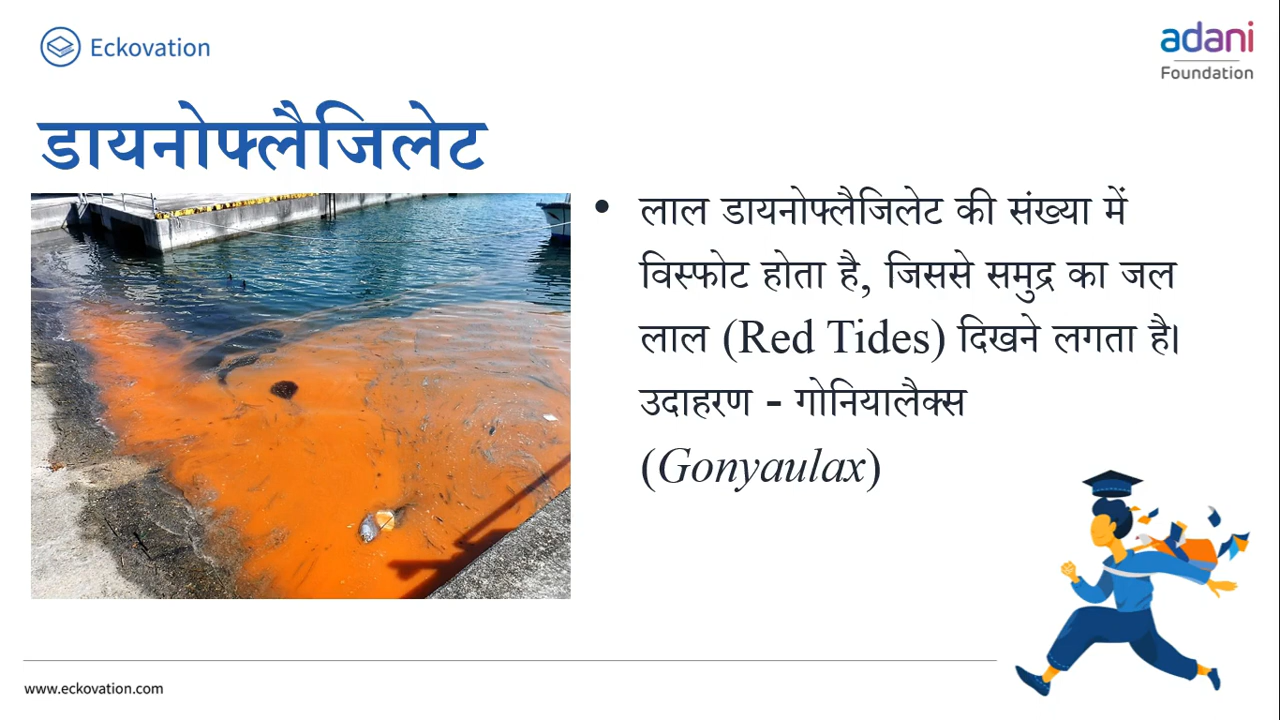 Eckovation
adani
Foundation
डायनोफ्लैजिलेट
• लाल डायनोफ्लैजिलेट की संख्या में
विस्फोट होता है, जिससे समुद्र का जल
लाल (Red Tides) दिखने लगता है।
उदाहरण - गोनियालैक्स
(Gonyaulax)
www.eckovation.com